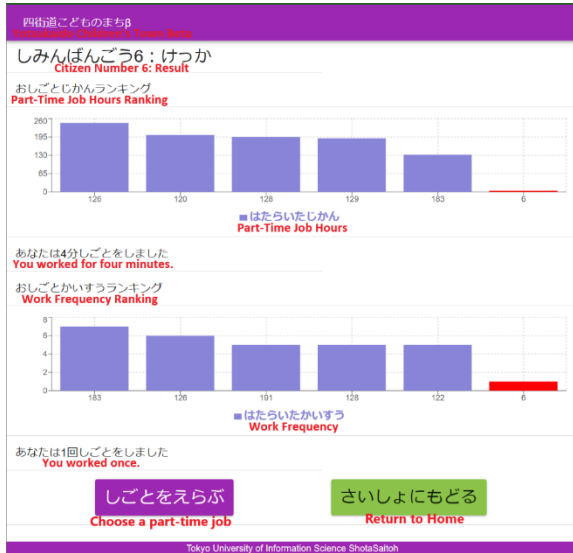 四街道こどものまちβ
Yotsukaido Children's Town Beta
しみんばんごう6：けっか
Citizen Number 6: Result
おしごとじかんランキング
Part-Time Job Hours Ranking
260
195
130
65
0
126 120 128 129 183 6
はたらいたじかん
Part-Time Job Hours
あなたは4分しごとをしました
You worked for four minutes.
おしごとかいすうランキング
Work Frequency Ranking
8
6
4
2
0
183 126 191 128 122 6
はたらいたかいすう
Work Frequency
あなたは1回しごとをしました
You worked once.
しごとをえらぶ さいしょにもどる
Choose a part-time job Return to Home
Tokyo University of Information Science ShotaSaitoh